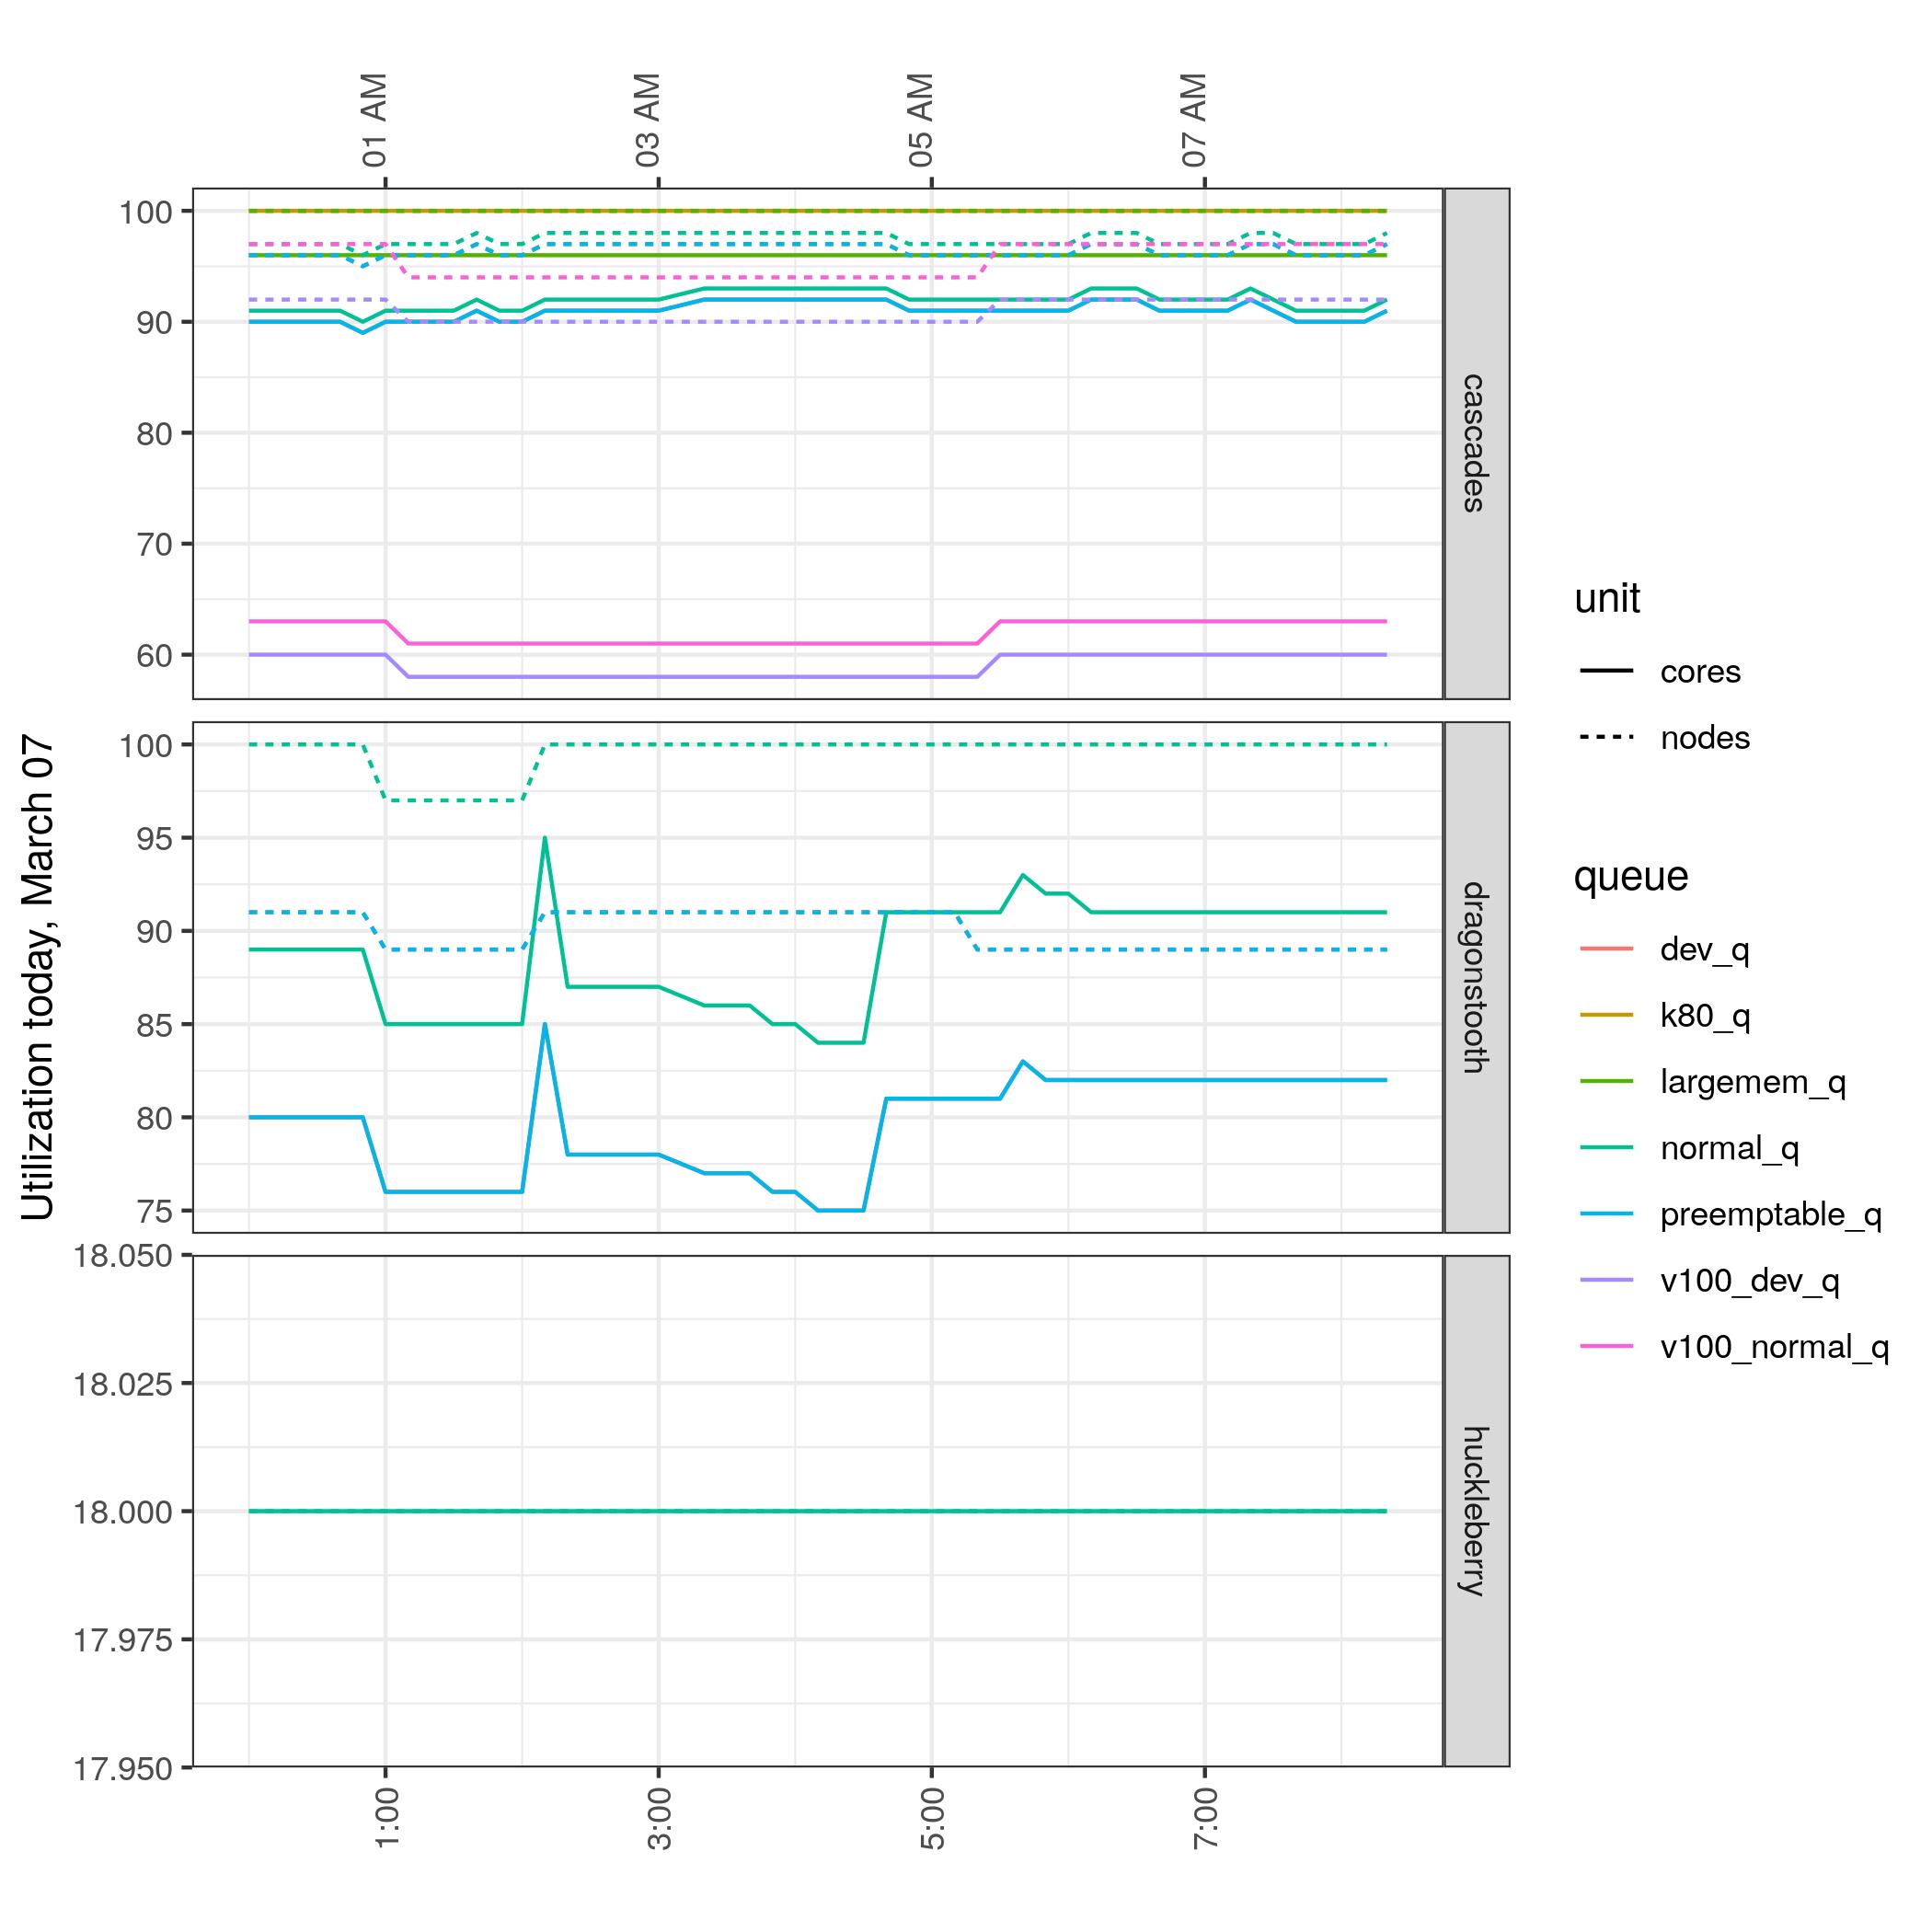 01 AM
03 AM
05 AM
07 AM
Utilization today, March 07
100
90
80
70
60
cascades
100
95
90
85
80
75
dragonstooth
18.050
18.025
18.000
17.975
17.950
huckleberry
1:00
3:00
5:00
7:00
unit
cores
nodes
queue
dev_q
k80_q
largemem_q
normal_q
preemptable_q
v100_dev_q
v100_normal_q